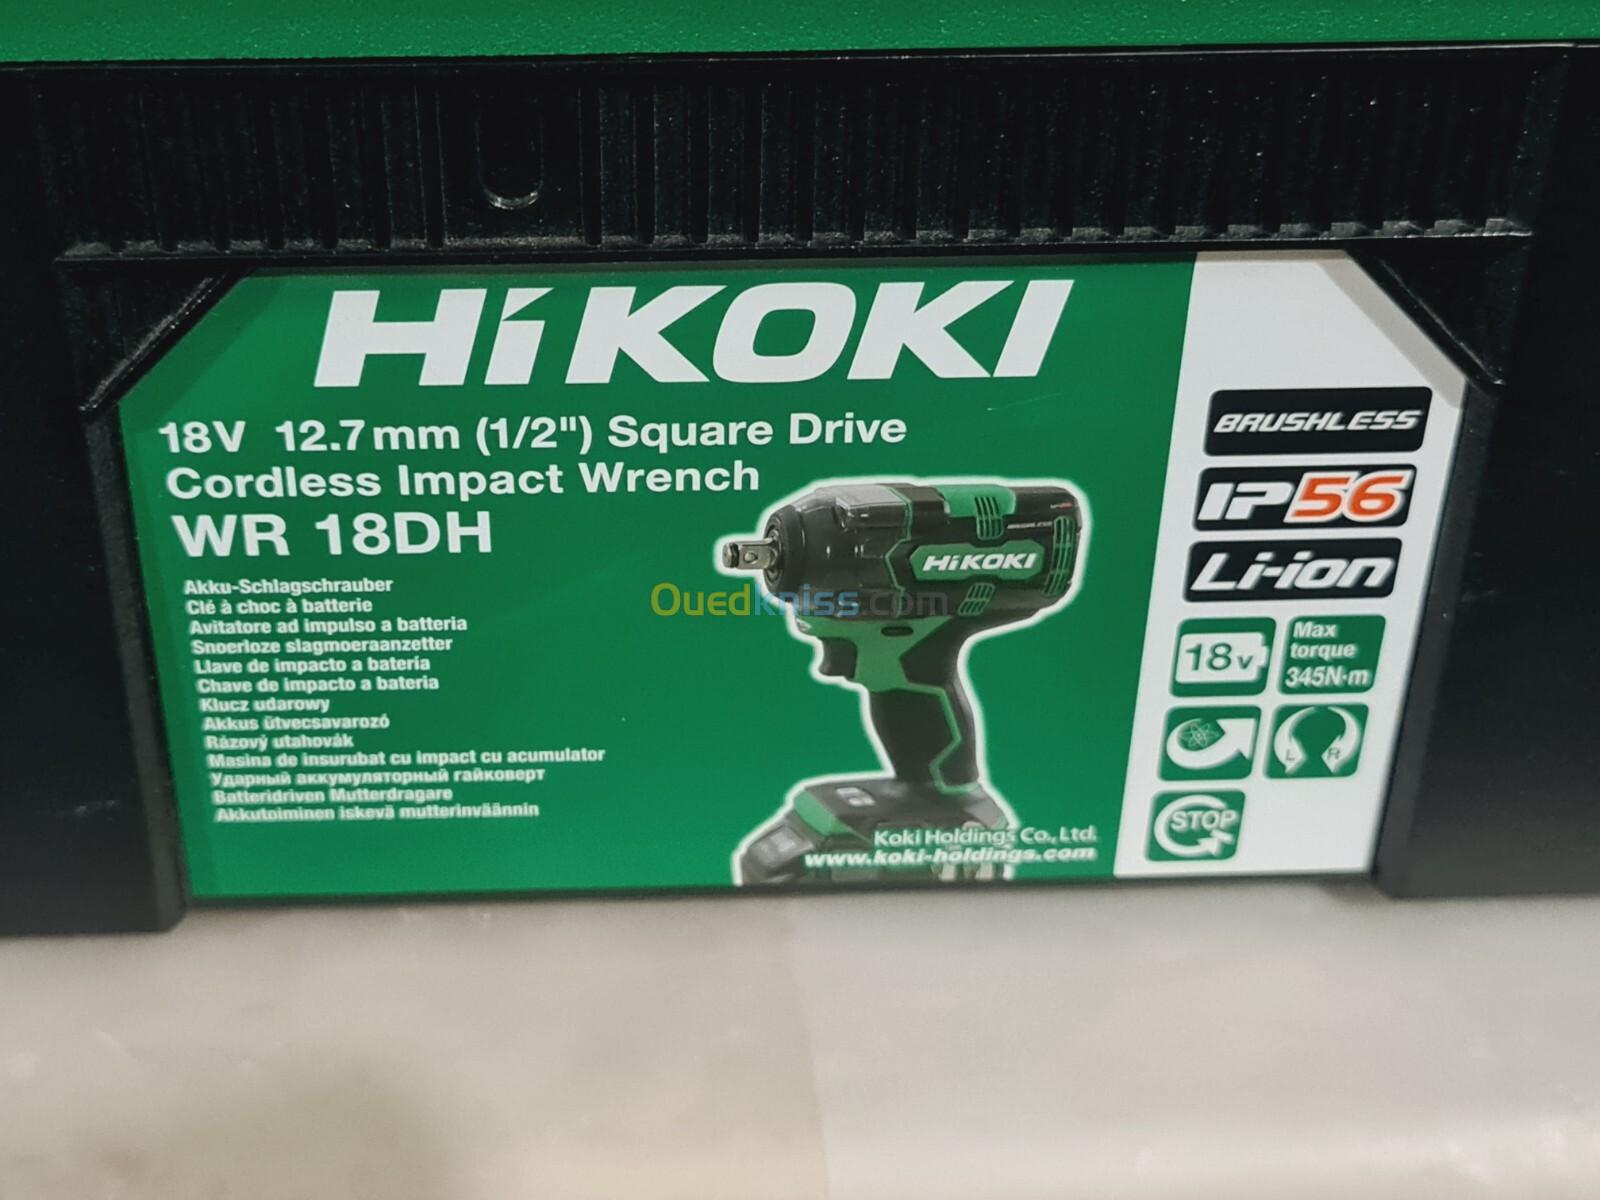 HiKOKI
18V 12.7mm (1/2") Square Drive
Cordless Impact Wrench
WR 18DH
Akku-Schlagschrauber
Clé à choc à batterie
Avitatore ad impulso a batteria
Snoerloze slagmoeraanzetter
Llave de impacto a batería
Chave de impacto a bateria
Klucz udarowy
Akkus ütvecsavarozó
Rázový utahovák
Masina de insurubat cu impact cu acumulator
Ударный аккумуляторный гайковерт
Batteridriven Mutterdragare
Akkutoiminen iskevä mutterinväännin
HiKOKI
BRUSHLESS
Ouedkniss.com
Koki Holdings Co., Ltd.
www.koki-holdings.com
BRUSHLESS
IP56
Li-ion
18v
Max
torque
345N·m
L R
STOP